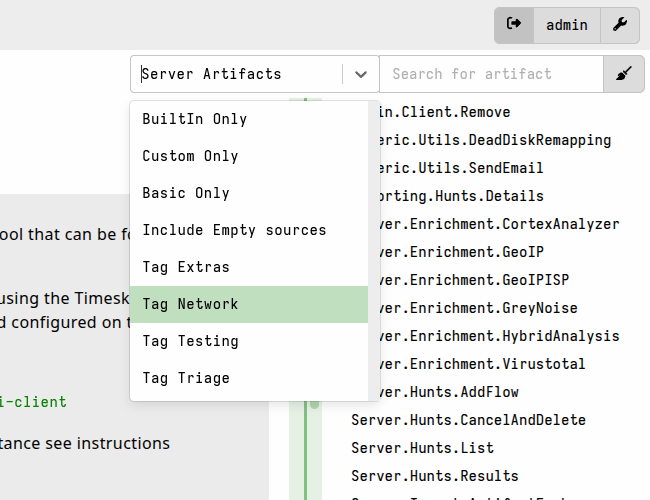 admin
Server Artifacts
Search for artifact
BuiltIn Only
Custom Only
Basic Only
Include Empty sources
Tag Extras
Tag Network
Tag Testing
Tag Triage
ool that can be
using the
d configured on
i-client
tance see instructions
in.Client.Remove
eric.Utils.DeadDiskRemapping
eric.Utils.SendEmail
orting.Hunts.Details
ver.Enrichment.CortexAnalyzer
ver.Enrichment.GeoIP
ver.Enrichment.GeoIPISP
ver.Enrichment.GreyNoise
ver.Enrichment.HybridAnalysis
ver.Enrichment.Virustotal
ver.Hunts.AddFlow
Server.Hunts.CancelAndDelete
Server.Hunts.List
Server.Hunts.Results